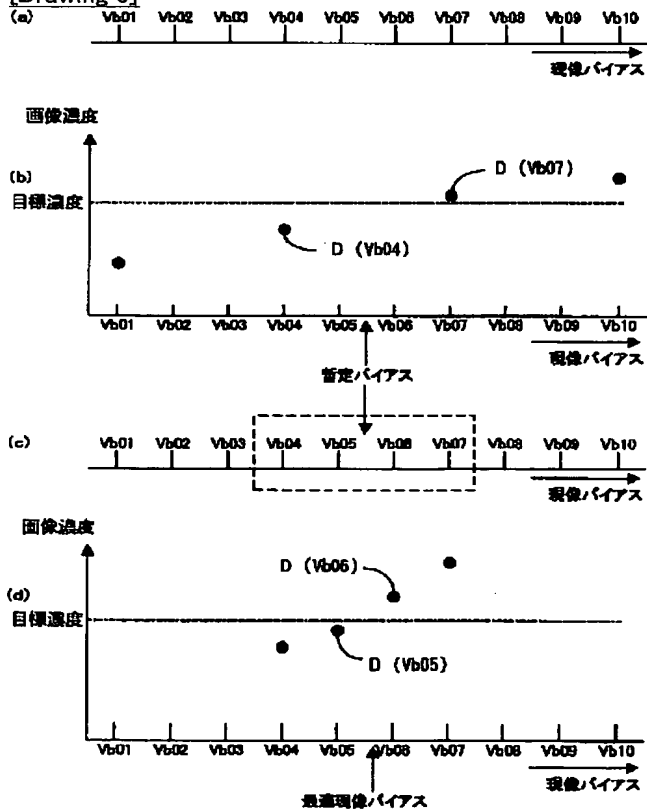 [Drawing 6]
(a) Vb01 Vb02 Vb03 Vb04 Vb05 Vb06 Vb07 Vb08 Vb09 Vb10
現像バイアス
画像濃度
(b)
D (Vb07)
目標濃度
D (Vb04)
Vb01 Vb02 Vb03 Vb04 Vb05 Vb06 Vb07 Vb08 Vb09 Vb10
現像バイアス
暫定バイアス
(c) Vb01 Vb02 Vb03 Vb04 Vb05 Vb06 Vb07 Vb08 Vb09 Vb10
現像バイアス
画像濃度
D (Vb06)
(d)
目標濃度
D (Vb05)
Vb01 Vb02 Vb03 Vb04 Vb05 Vb06 Vb07 Vb08 Vb09 Vb10
現像バイアス
最適現像バイアス